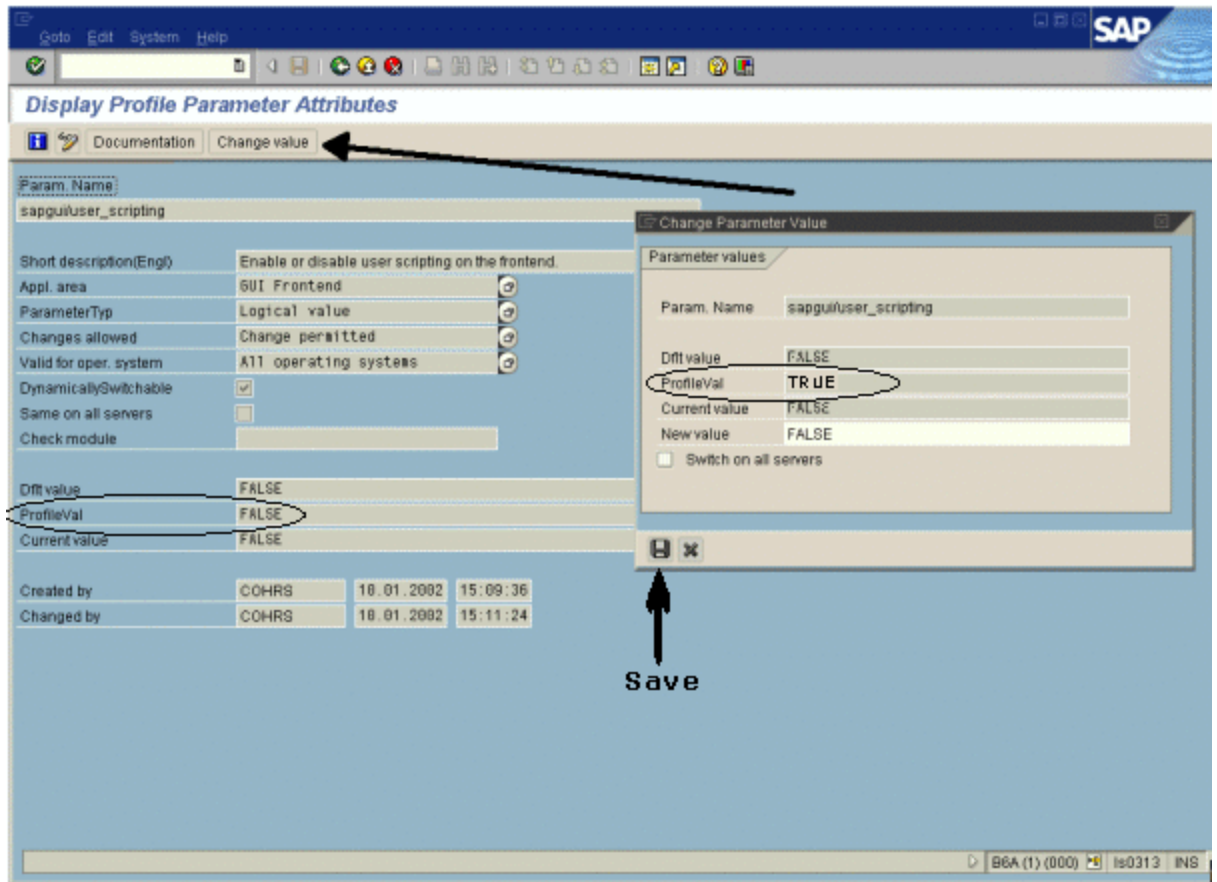 Goto Edit System Help
SAP
Display Profile Parameter Attributes
Documentation Change value
Param. Name
sapgui/user_scripting
Short description(Engl) Enable or disable user scripting on the frontend.
Appl. area GUI Frontend
ParameterTyp Logical value
Changes allowed Change permitted
Valid for oper. system All operating systems
DynamicallySwitchable
Same on all servers
Check module
Dflt value FALSE
ProfileVal FALSE
Current value FALSE
Created by COHRS 18.01.2002 15:09:36
Changed by COHRS 18.01.2002 15:11:24
Change Parameter Value
Parameter values
Param. Name sapgui/user_scripting
Dflt value FALSE
ProfileVal TRUE
Current value FALSE
New value FALSE
Switch on all servers
Save
B6A (1) (000) ls0313 INS